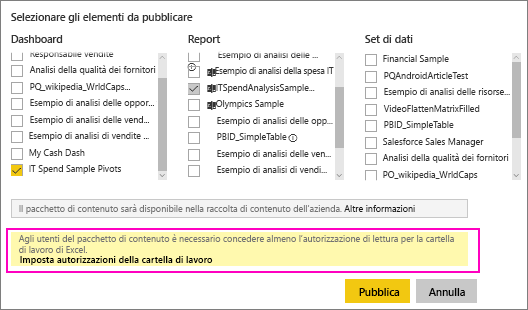 Selezionare gli elementi da pubblicare
Dashboard
Responsabile vendite
Analisi della qualità dei fornitori
PQ_wikipedia_WrldCaps...
Esempio di analisi delle oppor...
Esempio di analisi delle vend...
Esempio di analisi di vendite ...
My Cash Dash
IT Spend Sample Pivots
Report
Esempio di analisi delle ...
Esempio di analisi della spesa IT
ITSpendAnalysisSample...
Olympics Sample
Esempio di analisi delle opp...
PBID_SimpleTable
Esempio di analisi delle ven...
Esempio di analisi di vendi...
Set di dati
Financial Sample
PQAndroidArticleTest
Esempio di analisi delle risorse...
VideoFlattenMatrixFilled
PBID_SimpleTable
Salesforce Sales Manager
Analisi della qualità dei fornitori
PO_wikipedia_WrldCaps
Il pacchetto di contenuto sarà disponibile nella raccolta di contenuto dell'azienda. Altre informazioni
Agli utenti del pacchetto di contenuto è necessario concedere almeno l'autorizzazione di lettura per la cartella
di lavoro di Excel.
Imposta autorizzazioni della cartella di lavoro
Pubblica
Annulla